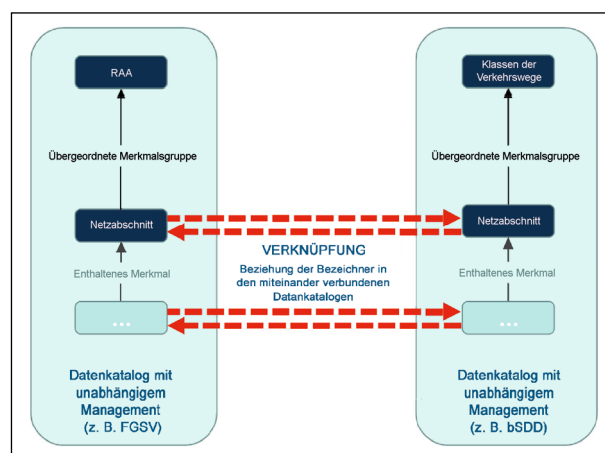 RAA
Übergeordnete Merkmalsgruppe
Netzabschnitt
Enthaltenes Merkmal
...
Datenkatalog mit
unabhängigem
Management
(z. B. FGSV)
VERKNÜPFUNG
Beziehung der Bezeichner in
den miteinander verbundenen
Datankatalogen
Klassen der
Verkehrswege
Übergeordnete Merkmalsgruppe
Netzabschnitt
Enthaltenes Merkmal
...
Datenkatalog mit
unabhängigem
Management
(z. B. bSDD)